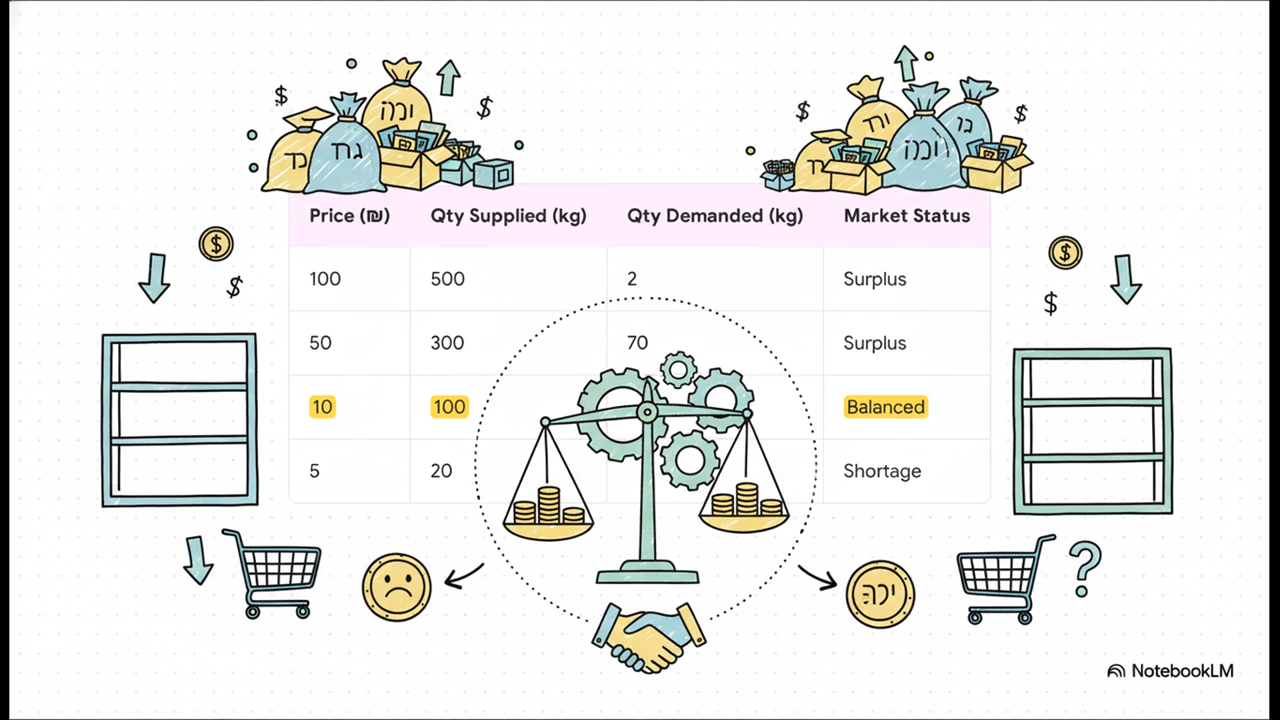 Price (₪) Qty Supplied (kg) Qty Demanded (kg) Market Status
100 500 2 Surplus
50 300 70 Surplus
10 100 Balanced
5 20 Shortage
NotebookLM